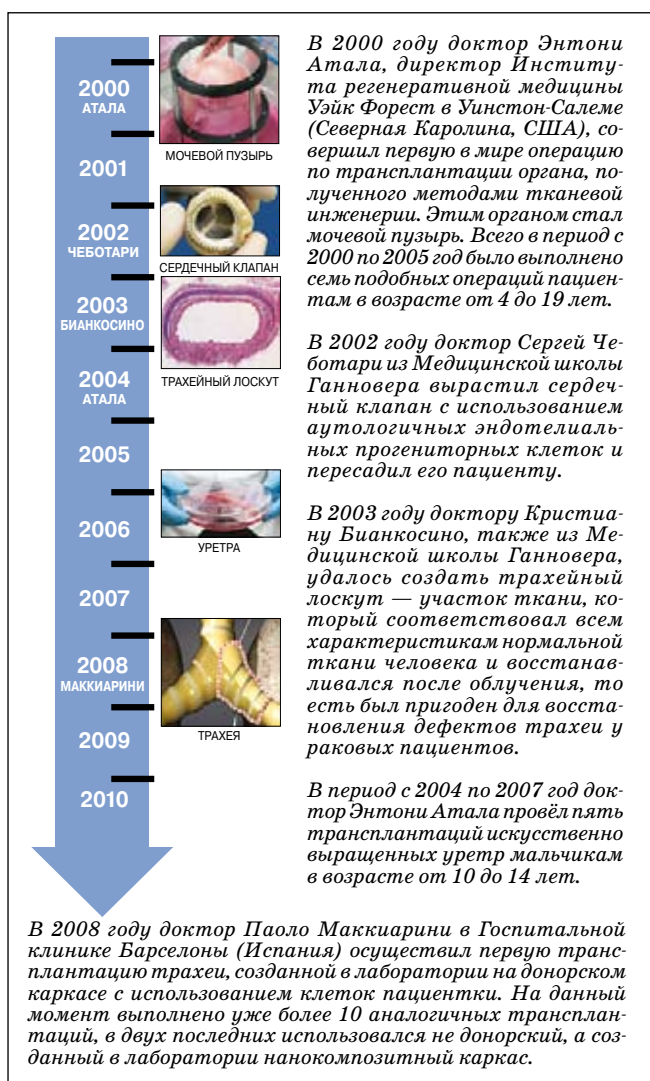 2000
АТАЛА
2001
2002
ЧЕБОТАРИ
2003
БИАНКОСИНО
2004
АТАЛА
2005
2006
2007
2008
МАККИАРИНИ
2009
2010
МОЧЕВОЙ ПУЗЫРЬ
СЕРДЕЧНЫЙ КЛАПАН
ТРАХЕЙНЫЙ ЛОСКУТ
УРЕТРА
ТРАХЕЯ
В 2000 году доктор Энтони
Атала, директор Институ-
та регенеративной медицины
Уэйк Форест в Уинстон-Салеме
(Северная Каролина, США), со-
вершил первую в мире операцию
по трансплантации органа, по-
лученного методами тканевой
инженерии. Этим органом стал
мочевой пузырь. Всего в период с
2000 по 2005 год было выполнено
семь подобных операций пациен-
там в возрасте от 4 до 19 лет.
В 2002 году доктор Сергей Че-
ботари из Медицинской школы
Ганновера вырастил сердеч-
ный клапан с использованием
аутологичных эндотелиаль-
ных прогениторных клеток и
пересадил его пациенту.
В 2003 году доктору Кристиа-
ну Бианкосино, также из Ме-
дицинской школы Ганновера,
удалось создать трахейный
лоскут — участок ткани, ко-
торый соответствовал всем
характеристикам нормальной
ткани человека и восстанав-
ливался после облучения, то
есть был пригоден для восста-
новления дефектов трахеи у
раковых пациентов.
В период с 2004 по 2007 год док-
тор Энтони Атала провёл пять
трансплантаций искусственно
выращенных уретр мальчикам
в возрасте от 10 до 14 лет.
В 2008 году доктор Паоло Маккиарини в Госпитальной
клинике Барселоны (Испания) осуществил первую транс-
плантацию трахеи, созданной в лаборатории на донорском
каркасе с использованием клеток пациентки. На данный
момент выполнено уже более 10 аналогичных трансплан-
таций, в двух последних использовался не донорский, а соз-
данный в лаборатории нанокомпозитный каркас.